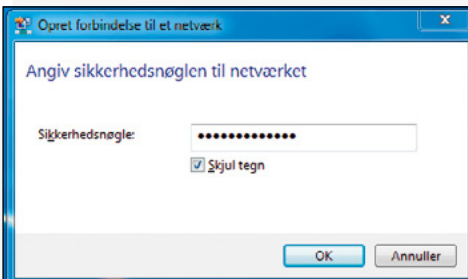 Opret forbindelse til et netværk
Angiv sikkerhedsnøglen til netværket
Sikkerhedsnøgle: •••••••••••••
Skjul tegn
OK Annuller